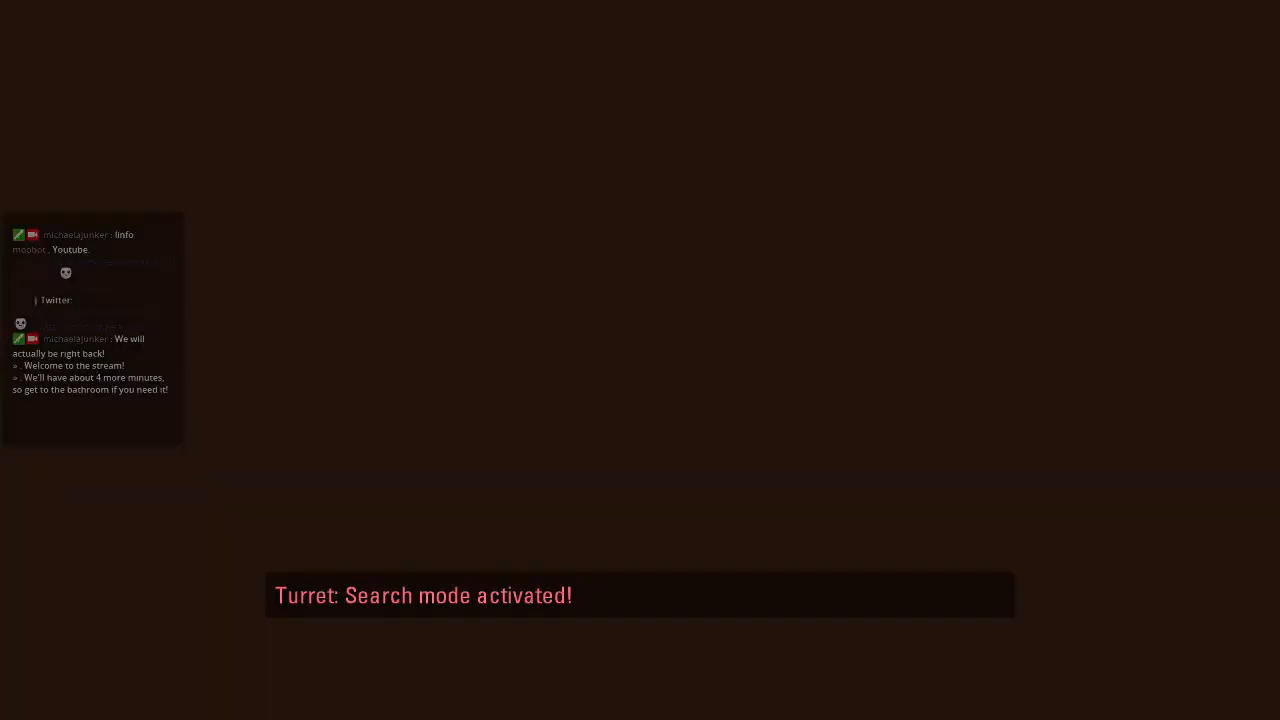 michaelajunker : !info
moobot . Youtube.
| Twitter:
michaelajunker : We will
actually be right back!
» . Welcome to the stream!
» . We'll have about 4 more minutes,
so get to the bathroom if you need it!
Turret: Search mode activated!